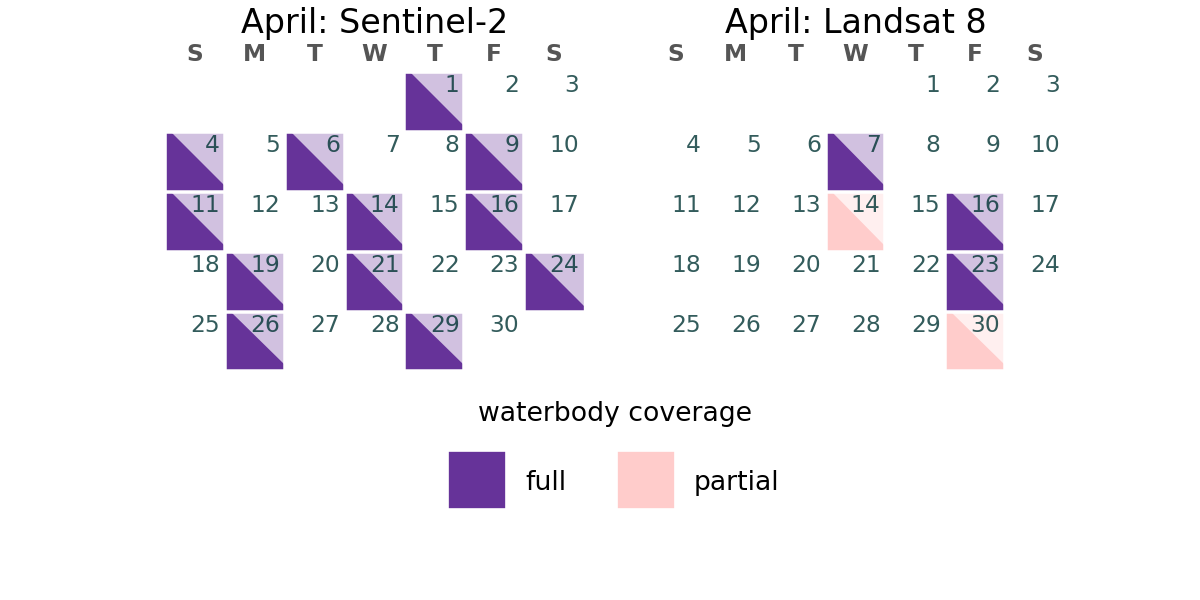 April: Sentinel-2
S M T W T F S
1 2 3
4 5 6 7 8 9 10
11 12 13 14 15 16 17
18 19 20 21 22 23 24
25 26 27 28 29 30
April: Landsat 8
S M T W T F S
1 2 3
4 5 6 7 8 9 10
11 12 13 14 15 16 17
18 19 20 21 22 23 24
25 26 27 28 29 30
waterbody coverage
full partial